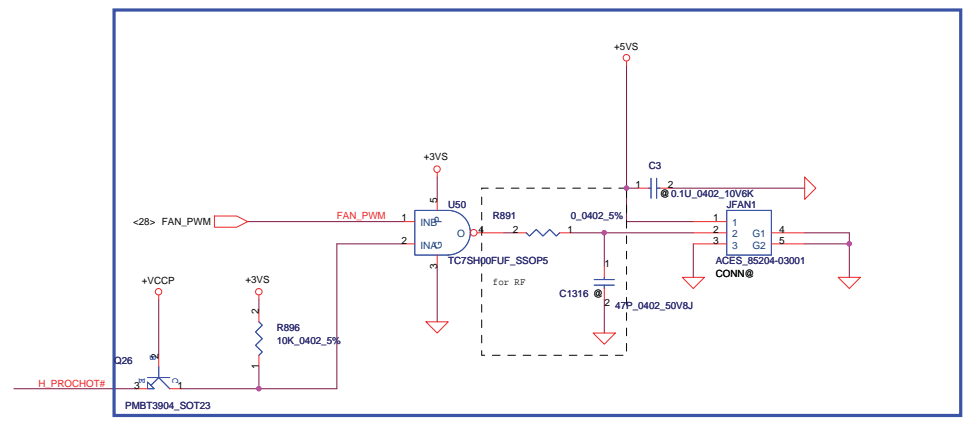 +5VS
+3VS
C3
1
2
@
0.1U_0402_10V6K
JFAN1
<28>
FAN_PWM
FAN_PWM
1
2
5
INB
INA
P
G
O
U50
4
3
TC7SH00FUF_SSOP5
R891
2
1
0_0402_5%
1
2
3
1
2
3
G1
G2
4
5
ACES_85204-03001
CONN@
for RF
C1316
@
1
2
47P_0402_50V8J
+VCCP
+3VS
2
R896
10K_0402_5%
1
Q26
2
B
E
C
3
1
H_PROCHOT#
PMBT3904_SOT23